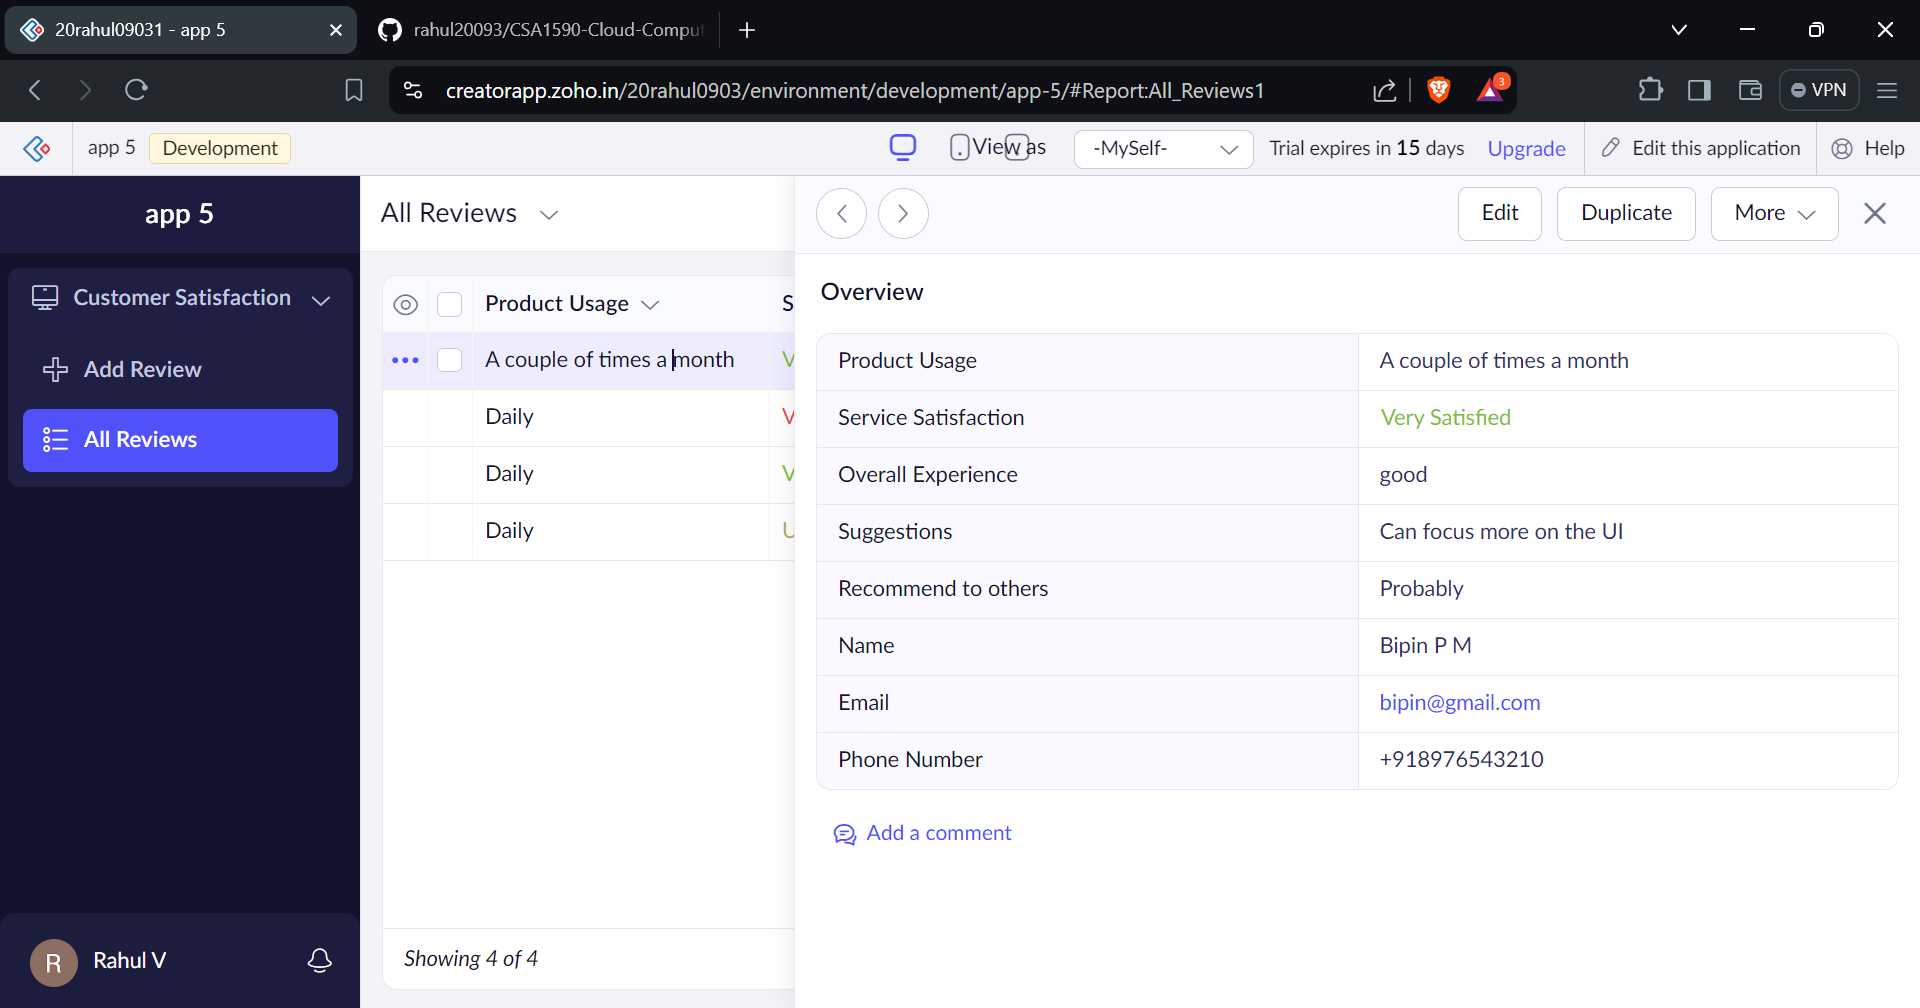 20rahul09031 - app 5
rahul20093/CSA1590-Cloud-Comput
creatorapp.zoho.in/20rahul0903/environment/development/app-5/#Report:All_Reviews1
3
VPN
app 5
Development
View as
-MySelf-
Trial expires in 15 days
Upgrade
Edit this application
Help
app 5
Customer Satisfaction
Add Review
All Reviews
Rahul V
R
All Reviews
Product Usage
S
A couple of times a month
V
Daily
V
Daily
V
Daily
U
Showing 4 of 4
Edit
Duplicate
More
Overview
Product Usage
A couple of times a month
Service Satisfaction
Very Satisfied
Overall Experience
good
Suggestions
Can focus more on the UI
Recommend to others
Probably
Name
Bipin P M
Email
bipin@gmail.com
Phone Number
+918976543210
Add a comment